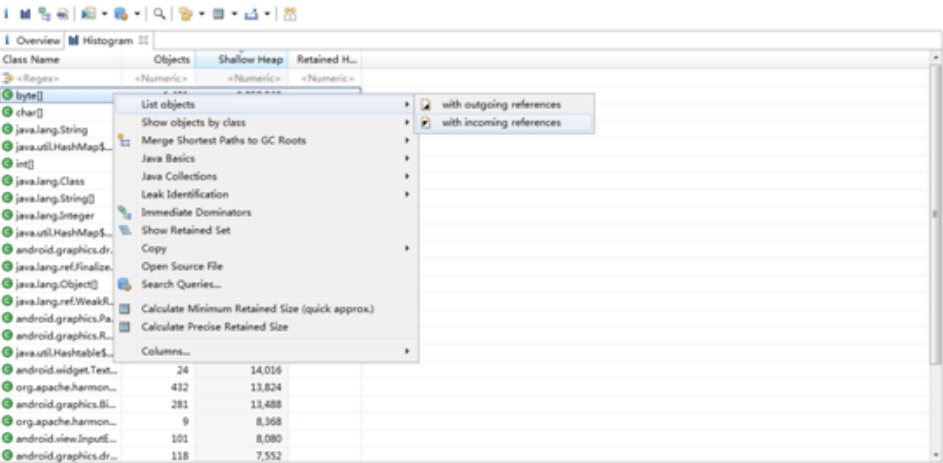 Overview Histogram
Class Name Objects Shallow Heap Retained H...
<Regex> <Numeric> <Numeric> <Numeric>
byte[]
List objects with outgoing references
char[]
Show objects by class with incoming references
java.lang.String
Merge Shortest Paths to GC Roots
java.util.HashMap$...
Java Basics
int[]
Java Collections
java.lang.Class
Leak Identification
java.lang.String[]
Immediate Dominators
java.lang.Integer
Show Retained Set
java.util.HashMap$...
Copy
android.graphics.dr...
Open Source File
java.lang.ref.Finalize...
Search Queries...
java.lang.Object[]
java.lang.ref.WeakR...
Calculate Minimum Retained Size (quick approx.)
android.graphics.Pa...
Calculate Precise Retained Size
android.graphics.R...
java.util.Hashtable$...
Columns...
android.widget.Text... 24 14,016
org.apache.harmon... 432 13,824
android.graphics.Bi... 281 13,488
org.apache.harmon... 9 8,368
android.view.InputE... 101 8,080
android.graphics.dr... 118 7,552